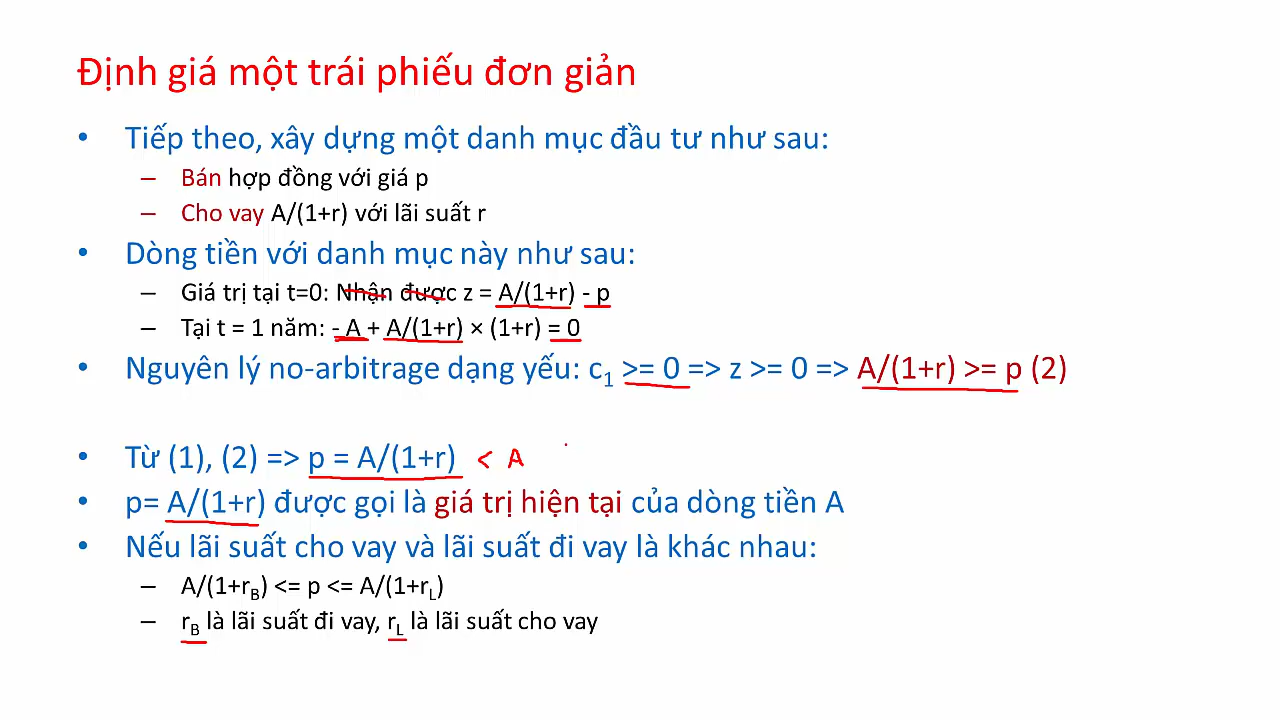 Định giá một trái phiếu đơn giản
• Tiếp theo, xây dựng một danh mục đầu tư như sau:
– Bán hợp đồng với giá p
– Cho vay A/(1+r) với lãi suất r
• Dòng tiền với danh mục này như sau:
– Giá trị tại t=0: Nhận được z = A/(1+r) - p
– Tại t = 1 năm: - A + A/(1+r) × (1+r) = 0
• Nguyên lý no-arbitrage dạng yếu: c₁ >= 0 => z >= 0 => A/(1+r) >= p (2)
• Từ (1), (2) => p = A/(1+r) < A
• p= A/(1+r) được gọi là giá trị hiện tại của dòng tiền A
• Nếu lãi suất cho vay và lãi suất đi vay là khác nhau:
– A/(1+r_B) <= p <= A/(1+r_L)
– r_B là lãi suất đi vay, r_L là lãi suất cho vay